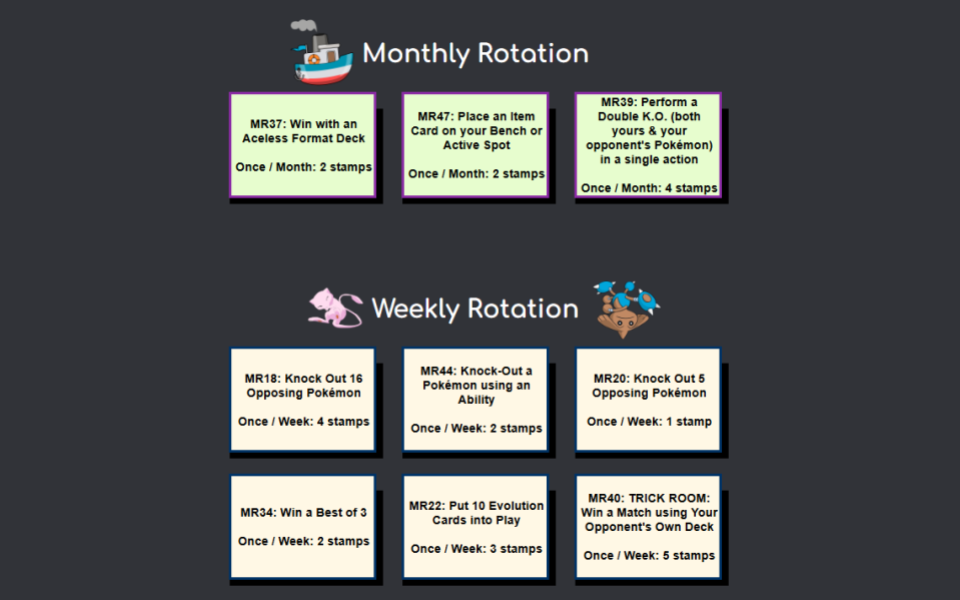 Monthly Rotation
MR37: Win with an
Aceless Format Deck
Once / Month: 2 stamps
MR47: Place an Item
Card on your Bench or
Active Spot
Once / Month: 2 stamps
MR39: Perform a
Double K.O. (both
yours & your
opponent's Pokémon)
in a single action
Once / Month: 4 stamps
Weekly Rotation
MR18: Knock Out 16
Opposing Pokémon
Once / Week: 4 stamps
MR44: Knock-Out a
Pokémon using an
Ability
Once / Week: 2 stamps
MR20: Knock Out 5
Opposing Pokémon
Once / Week: 1 stamp
MR34: Win a Best of 3
Once / Week: 2 stamps
MR22: Put 10 Evolution
Cards into Play
Once / Week: 3 stamps
MR40: TRICK ROOM:
Win a Match using Your
Opponent's Own Deck
Once / Week: 5 stamps